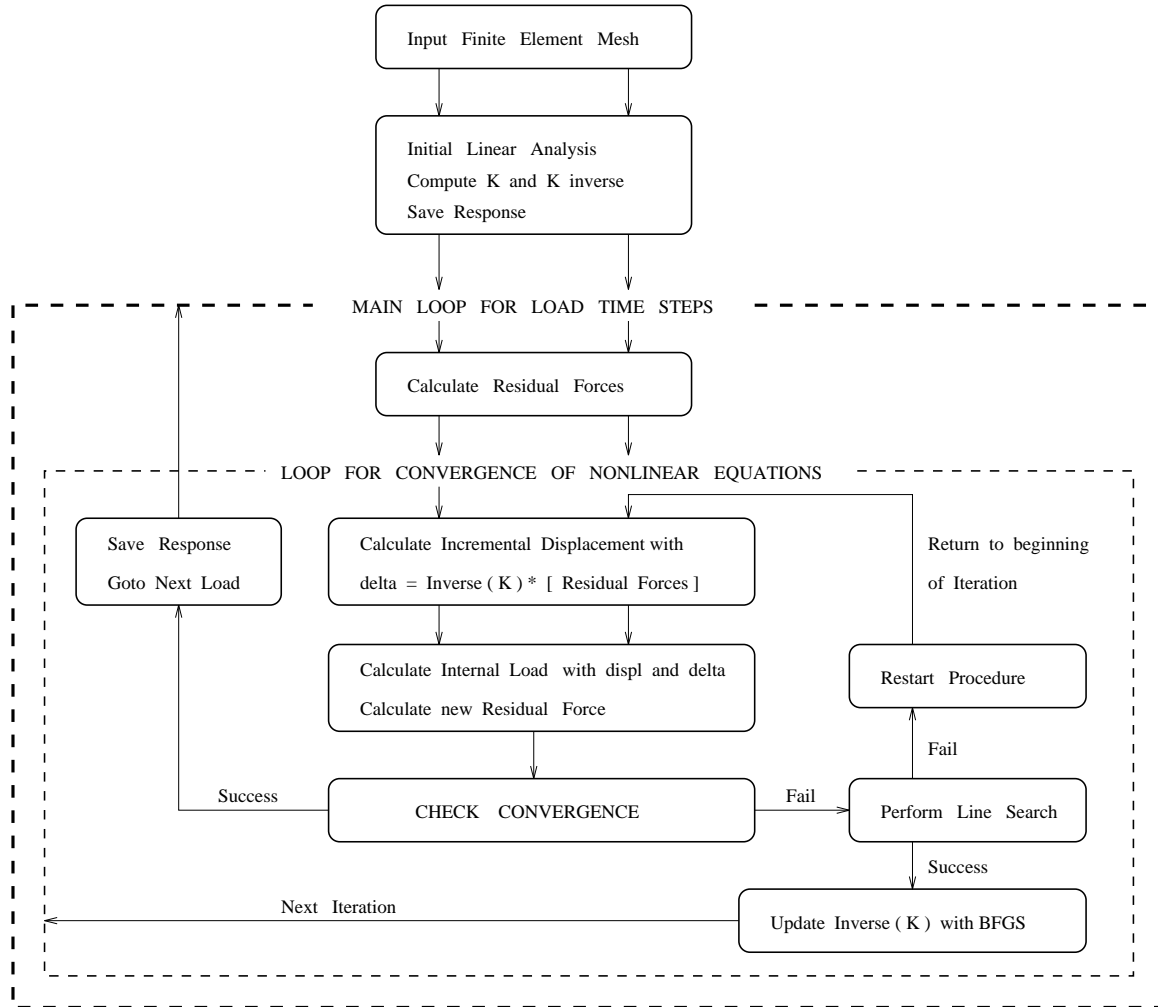 Input Finite Element Mesh
Initial Linear Analysis
Compute K and K inverse
Save Response
MAIN LOOP FOR LOAD TIME STEPS
Calculate Residual Forces
LOOP FOR CONVERGENCE OF NONLINEAR EQUATIONS
Save Response
Goto Next Load
Calculate Incremental Displacement with
delta = Inverse ( K ) * [ Residual Forces ]
Return to beginning
of Iteration
Calculate Internal Load with displ and delta
Calculate new Residual Force
Restart Procedure
Fail
Success
CHECK CONVERGENCE
Fail
Perform Line Search
Success
Next Iteration
Update Inverse ( K ) with BFGS